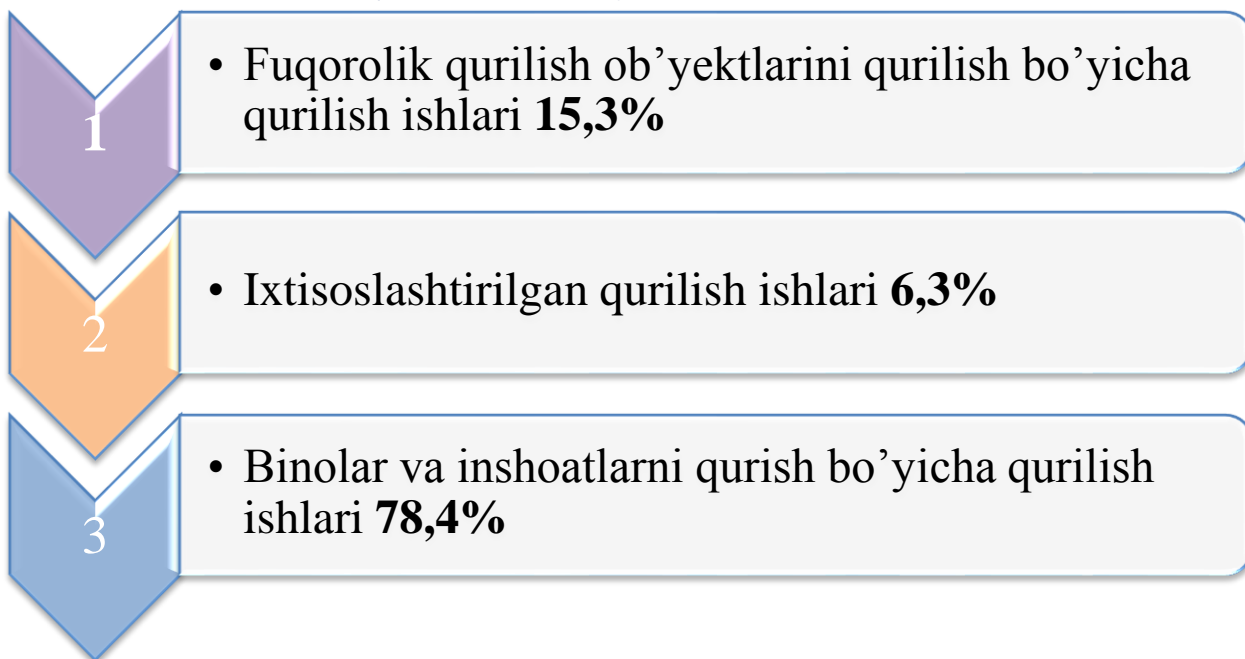 1
• Fuqorolik qurilish ob’yektlarini qurilish bo’yicha
qurilish ishlari 15,3%
2
• Ixtisoslashtirilgan qurilish ishlari 6,3%
3
• Binolar va inshoatlarni qurish bo’yicha qurilish
ishlari 78,4%